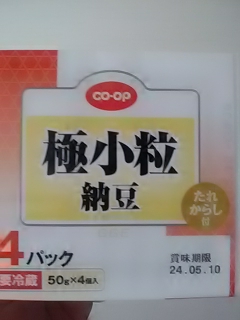 CO·OP
極小粒
納豆
たれ
からし
付
4パック
要冷蔵
50g×4個入
賞味期限
24.05.10